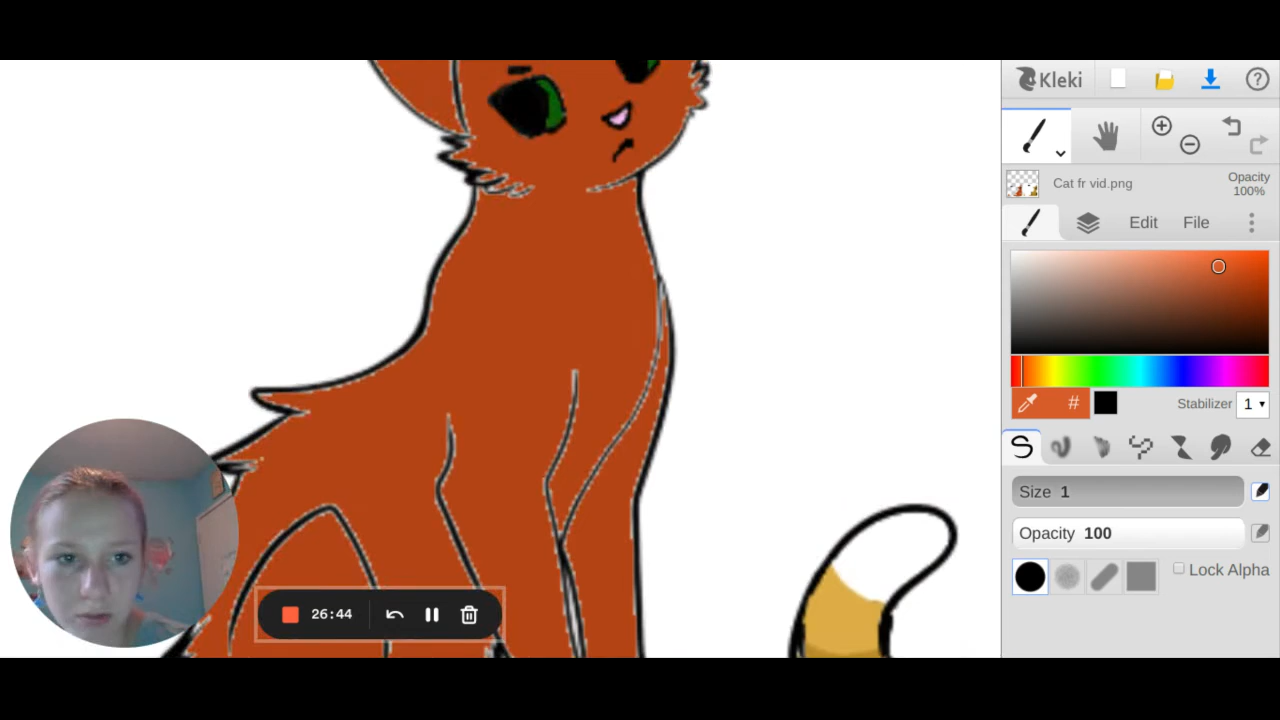 Kleki
?
Cat fr vid.png
Opacity
100%
Edit File
#
Stabilizer 1
Size 1
Opacity 100
Lock Alpha
26:44